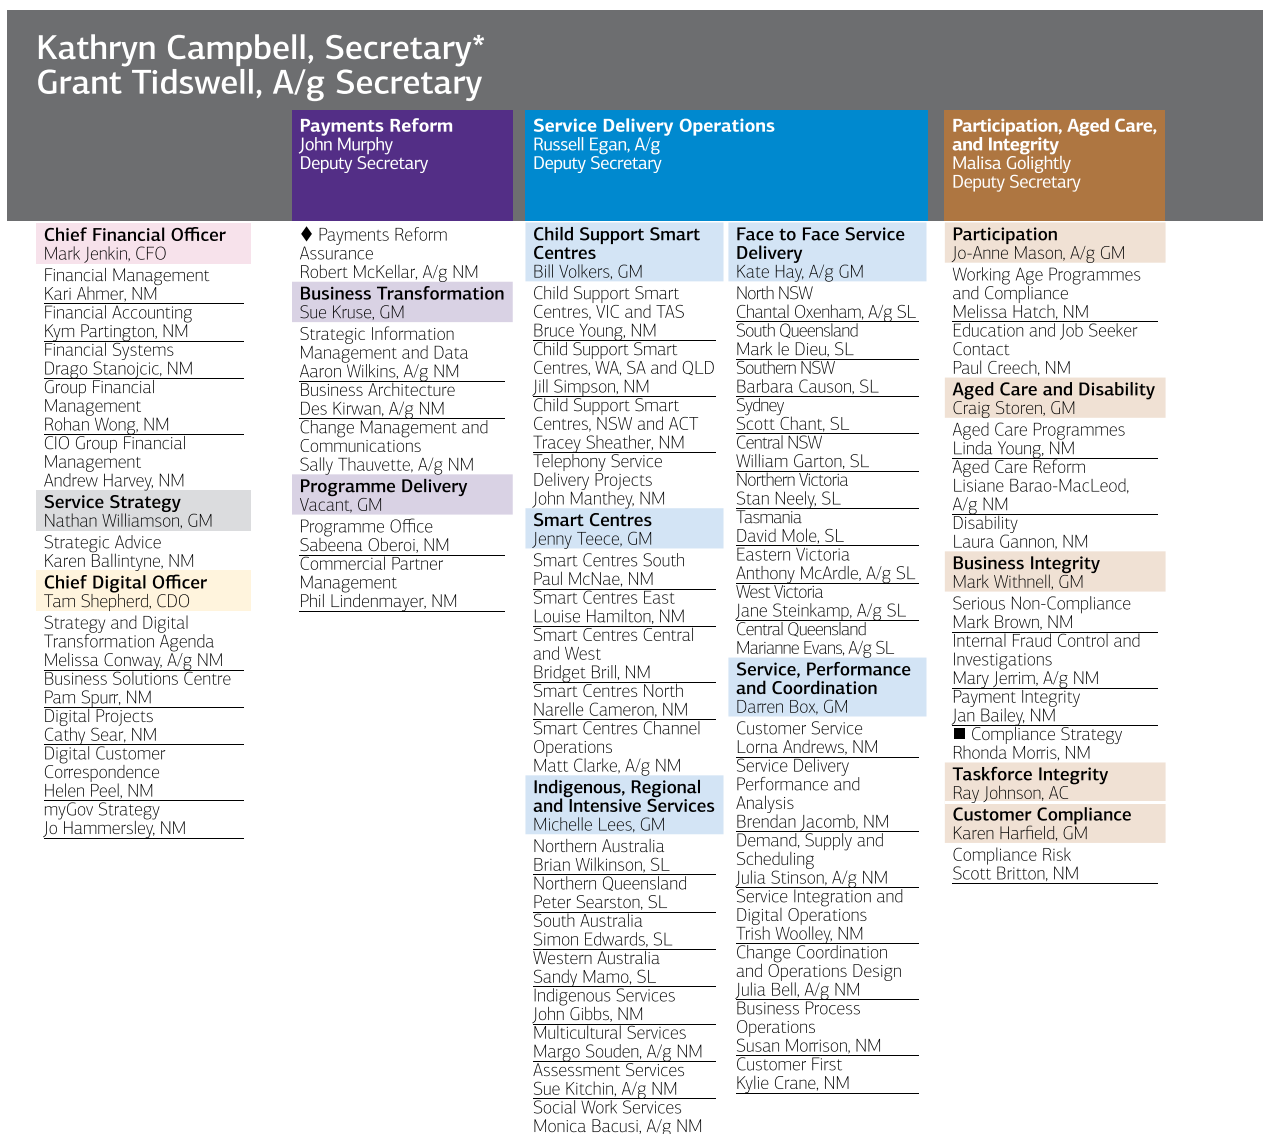 Kathryn Campbell, Secretary*
Grant Tidswell, A/g Secretary
Payments Reform
John Murphy
Deputy Secretary
Service Delivery Operations
Russell Egan, A/g
Deputy Secretary
Participation, Aged Care,
and Integrity
Malisa Golightly
Deputy Secretary
Chief Financial Officer
Mark Jenkin, CFO
Financial Management
Kari Ahmer, NM
Financial Accounting
Kym Partington, NM
Financial Systems
Drago Stanojcic, NM
Group Financial
Management
Rohan Wong, NM
CIO Group Financial
Management
Andrew Harvey, NM
Service Strategy
Nathan Williamson, GM
Strategic Advice
Karen Ballintyne, NM
Chief Digital Officer
Tam Shepherd, CDO
Strategy and Digital
Transformation Agenda
Melissa Conway, A/g NM
Business Solutions Centre
Pam Spurr, NM
Digital Projects
Cathy Sear, NM
Digital Customer
Correspondence
Helen Peel, NM
myGov Strategy
Jo Hammersley, NM
♦ Payments Reform
Assurance
Robert McKellar, A/g NM
Business Transformation
Sue Kruse, GM
Strategic Information
Management and Data
Aaron Wilkins, A/g NM
Business Architecture
Des Kirwan, A/g NM
Change Management and
Communications
Sally Thauvette, A/g NM
Programme Delivery
Vacant, GM
Programme Office
Sabeena Oberoi, NM
Commercial Partner
Management
Phil Lindenmayer, NM
Child Support Smart
Centres
Bill Volkers, GM
Child Support Smart
Centres, VIC and TAS
Bruce Young, NM
Child Support Smart
Centres, WA, SA and QLD
Jill Simpson, NM
Child Support Smart
Centres, NSW and ACT
Tracey Sheather, NM
Telephony Service
Delivery Projects
John Manthey, NM
Smart Centres
Jenny Teece, GM
Smart Centres South
Paul McNae, NM
Smart Centres East
Louise Hamilton, NM
Smart Centres Central
and West
Bridget Brill, NM
Smart Centres North
Narelle Cameron, NM
Smart Centres Channel
Operations
Matt Clarke, A/g NM
Indigenous, Regional
and Intensive Services
Michelle Lees, GM
Northern Australia
Brian Wilkinson, SL
Northern Queensland
Peter Searston, SL
South Australia
Simon Edwards, SL
Western Australia
Sandy Mamo, SL
Indigenous Services
John Gibbs, NM
Multicultural Services
Margo Souden, A/g NM
Assessment Services
Sue Kitchin, A/g NM
Social Work Services
Monica Bacusi, A/g NM
Face to Face Service
Delivery
Kate Hay, A/g GM
North NSW
Chantal Oxenham, A/g SL
South Queensland
Mark le Dieu, SL
Southern NSW
Barbara Causon, SL
Sydney
Scott Chant, SL
Central NSW
William Garton, SL
Northern Victoria
Stan Neely, SL
Tasmania
David Mole, SL
Eastern Victoria
Anthony McArdle, A/g SL
West Victoria
Jane Steinkamp, A/g SL
Central Queensland
Marianne Evans, A/g SL
Service, Performance
and Coordination
Darren Box, GM
Customer Service
Lorna Andrews, NM
Service Delivery
Performance and
Analysis
Brendan Jacomb, NM
Demand, Supply and
Scheduling
Julia Stinson, A/g NM
Service Integration and
Digital Operations
Trish Woolley, NM
Change Coordination
and Operations Design
Julia Bell, A/g NM
Business Process
Operations
Susan Morrison, NM
Customer First
Kylie Crane, NM
Participation
Jo-Anne Mason, A/g GM
Working Age Programmes
and Compliance
Melissa Hatch, NM
Education and Job Seeker
Contact
Paul Creech, NM
Aged Care and Disability
Craig Storen, GM
Aged Care Programmes
Linda Young, NM
Aged Care Reform
Lisiane Barao-MacLeod,
A/g NM
Disability
Laura Gannon, NM
Business Integrity
Mark Withnell, GM
Serious Non-Compliance
Mark Brown, NM
Internal Fraud Control and
Investigations
Mary Jerrim, A/g NM
Payment Integrity
Jan Bailey, NM
■ Compliance Strategy
Rhonda Morris, NM
Taskforce Integrity
Ray Johnson, AC
Customer Compliance
Karen Harfield, GM
Compliance Risk
Scott Britton, NM